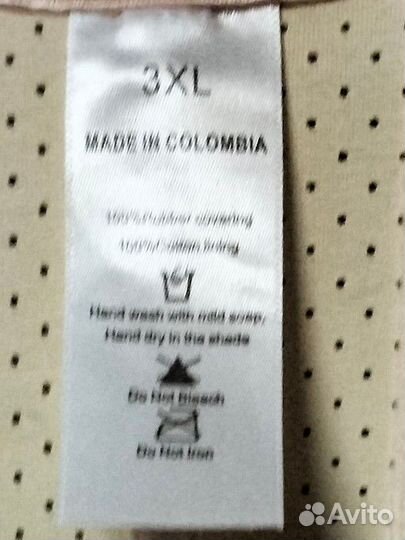 3XL
MADE IN COLOMBIA
100%rubber covering
100%Cotton lining
Hand wash with mild soap.
Hand dry in the shade
Do Not Bleach
Do Not Iron
Avito